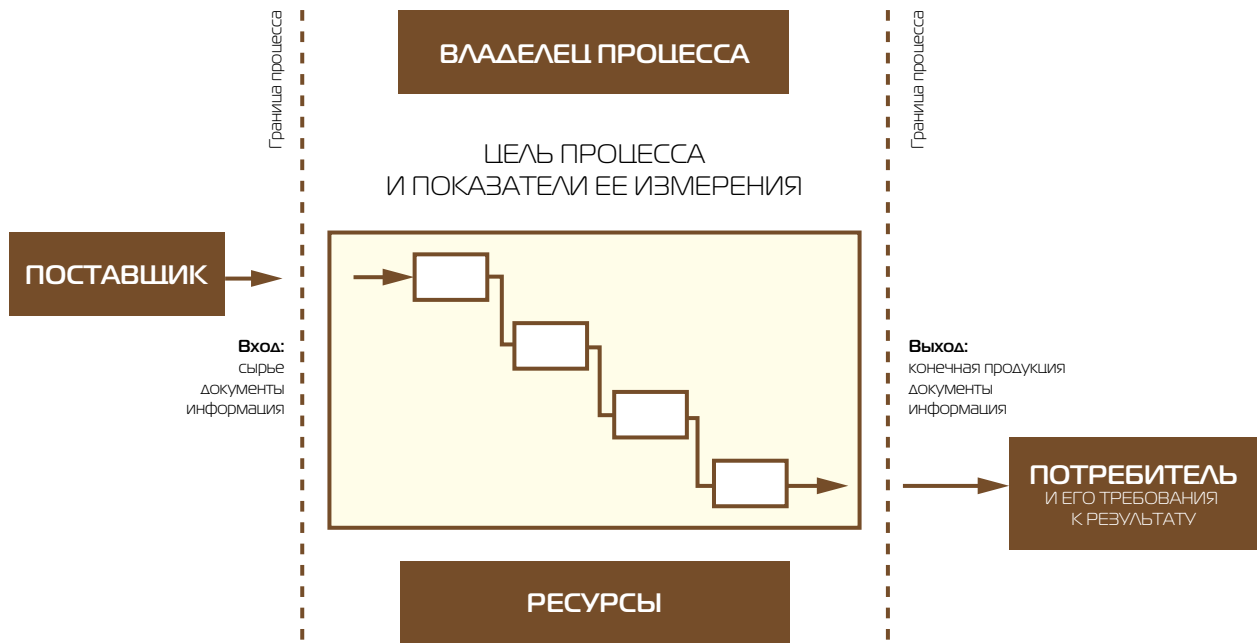 Граница процесса
ВЛАДЕЛЕЦ ПРОЦЕССА
Граница процесса
ЦЕЛЬ ПРОЦЕССА
И ПОКАЗАТЕЛИ ЕЕ ИЗМЕРЕНИЯ
ПОСТАВЩИК
Вход:
сырье
документы
информация
Выход:
конечная продукция
документы
информация
ПОТРЕБИТЕЛЬ
И ЕГО ТРЕБОВАНИЯ
К РЕЗУЛЬТАТУ
РЕСУРСЫ